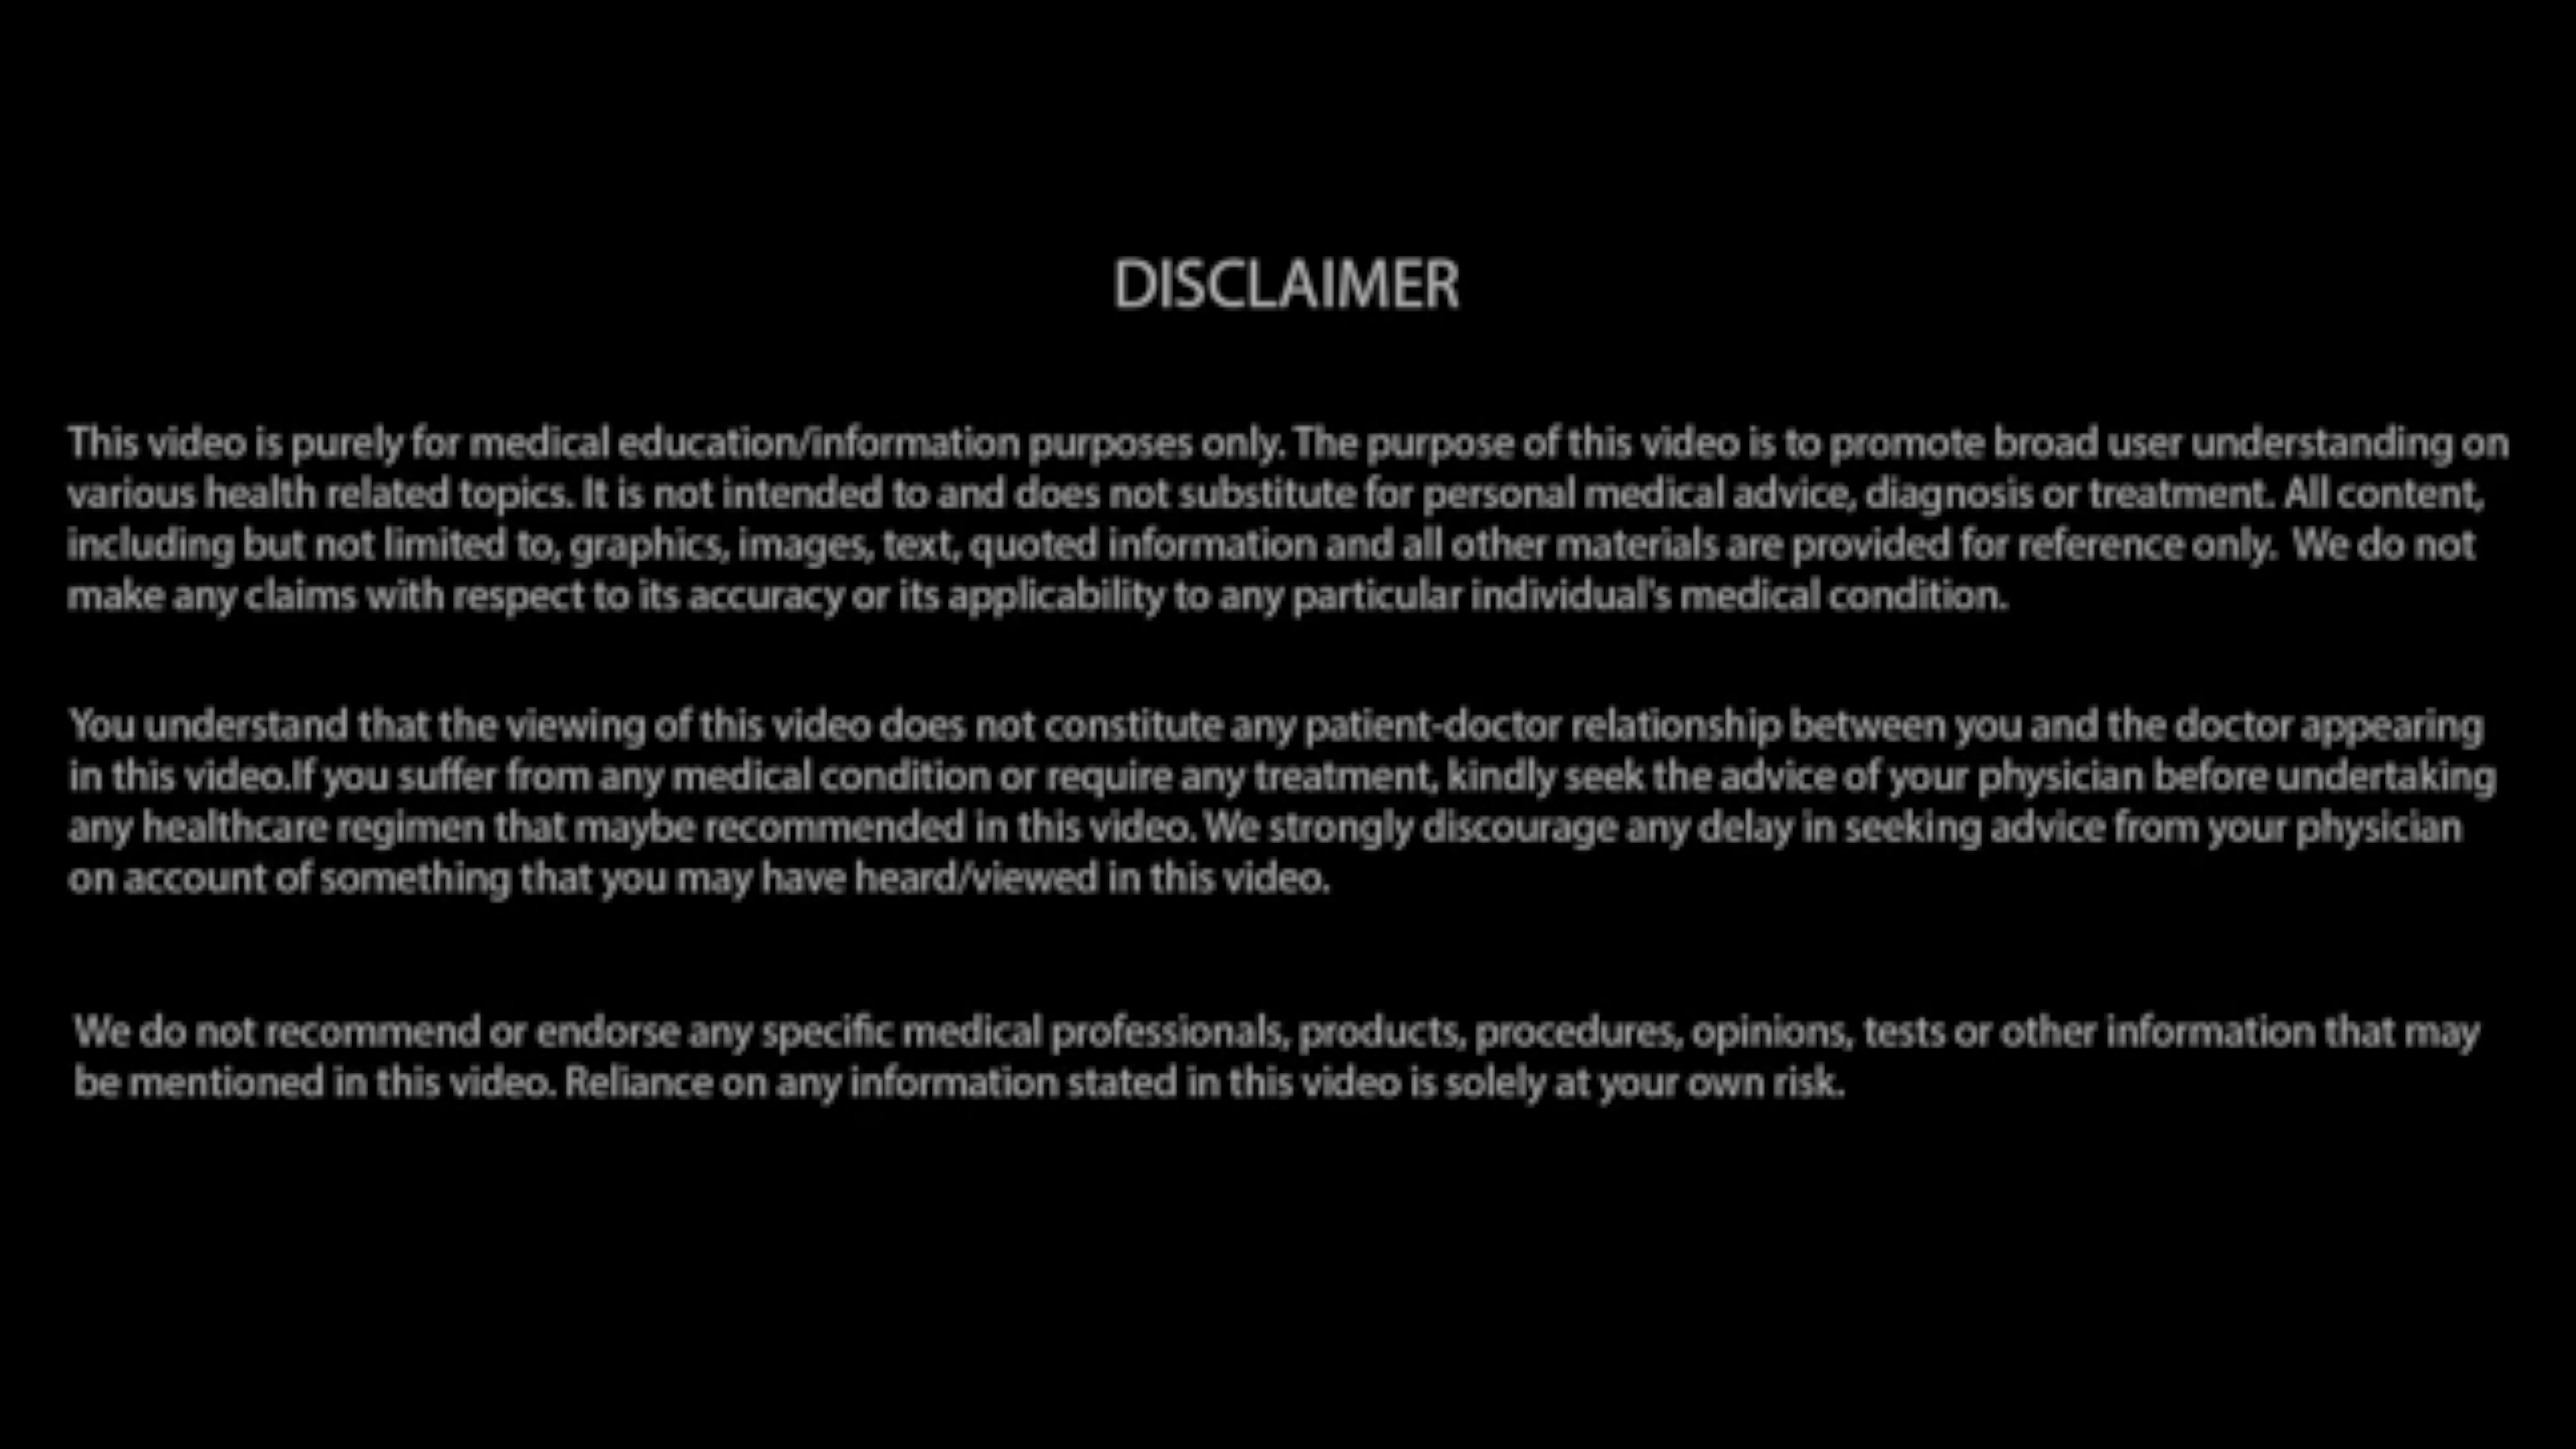 DISCLAIMER
This video is purely for medical education/information purposes only. The purpose of this video is to promote broad user understanding on
various health related topics. It is not intended to and does not substitute for personal medical advice, diagnosis or treatment. All content,
including but not limited to, graphics, images, text, quoted information and all other materials are provided for reference only.  We do not
make any claims with respect to its accuracy or its applicability to any particular individual's medical condition.
You understand that the viewing of this video does not constitute any patient-doctor relationship between you and the doctor appearing
in this video.If you suffer from any medical condition or require any treatment, kindly seek the advice of your physician before undertaking
any healthcare regimen that maybe recommended in this video. We strongly discourage any delay in seeking advice from your physician
on account of something that you may have heard/viewed in this video.
We do not recommend or endorse any specific medical professionals, products, procedures, opinions, tests or other information that may
be mentioned in this video. Reliance on any information stated in this video is solely at your own risk.